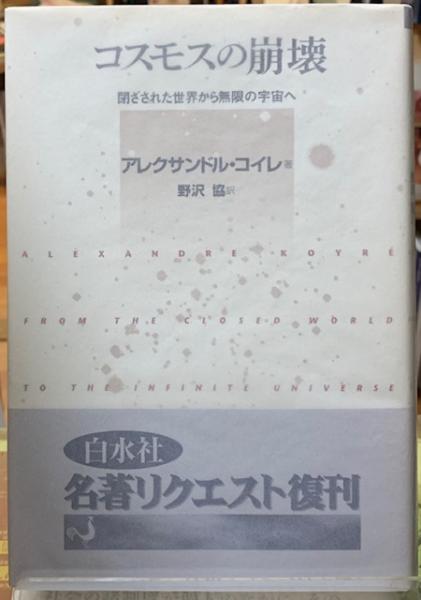 コスモスの崩壊
閉ざされた世界から無限の宇宙へ
アレクサンドル・コイレ 著
野沢 協 訳
ALEXANDRE KOYRÉ
FROM THE CLOSED WORLD
TO THE INFINITE UNIVERSE
白水社
名著リクエスト復刊